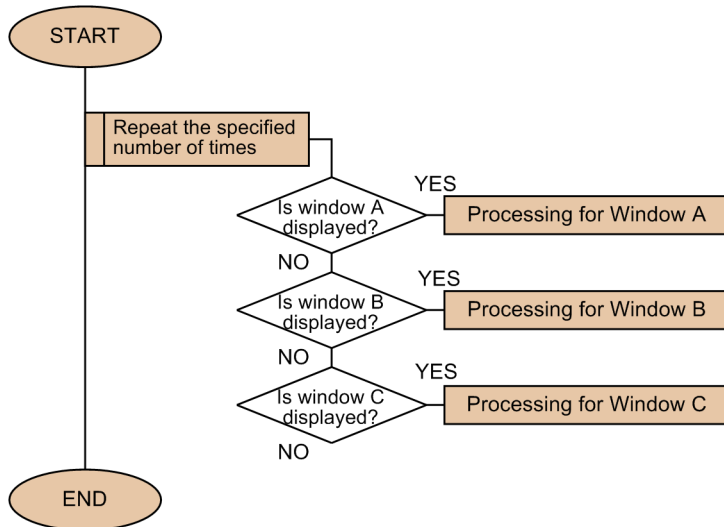 START
Repeat the specified
number of times
YES
Is window A
displayed?
Processing for Window A
NO
YES
Is window B
displayed?
Processing for Window B
NO
YES
Is window C
displayed?
Processing for Window C
NO
END